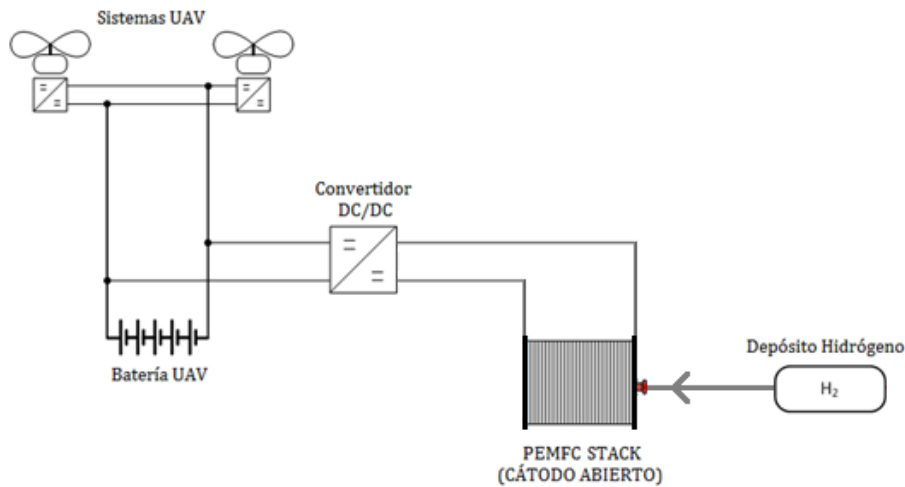 Sistemas UAV
Convertidor
DC/DC
Batería UAV
Depósito Hidrógeno
H₂
PEMFC STACK
(CÁTODO ABIERTO)